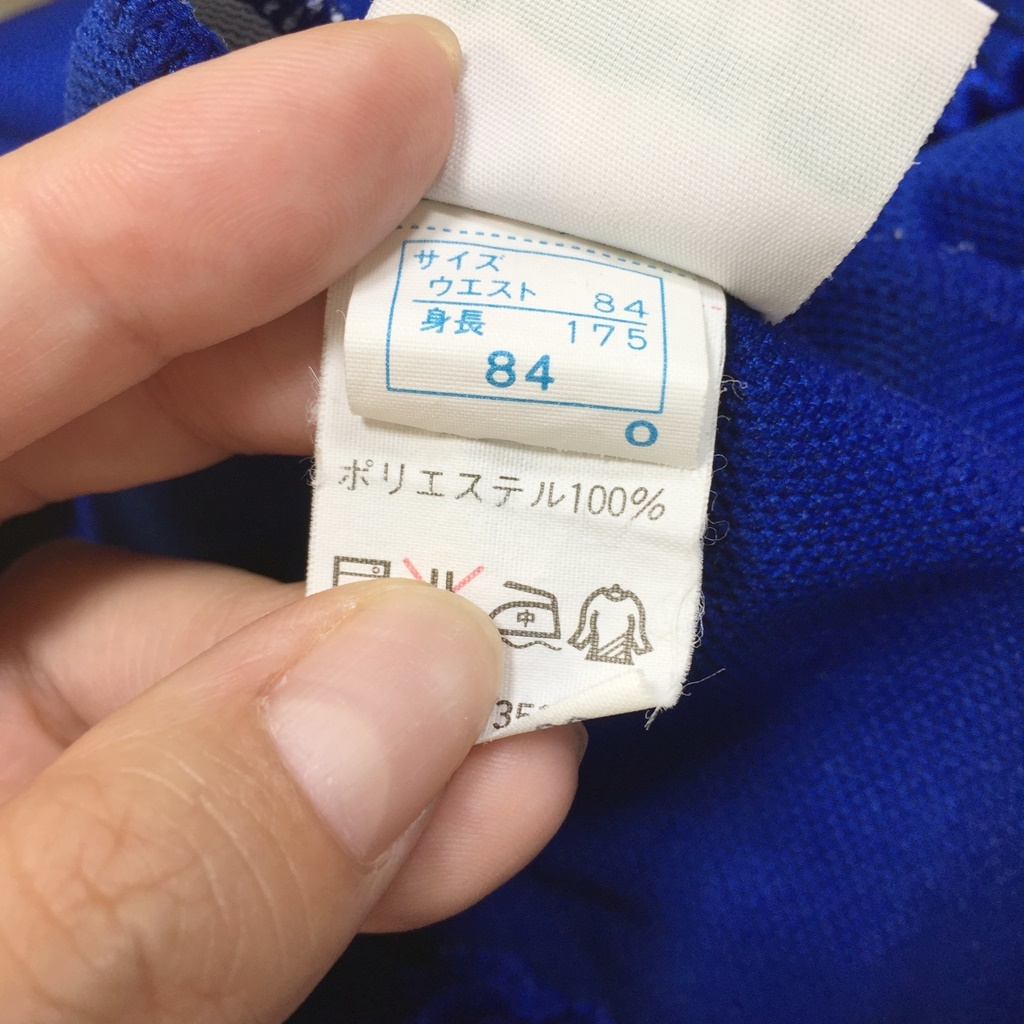 サイズ
ウエスト 84
身長 175
84
O
ポリエステル100%
中